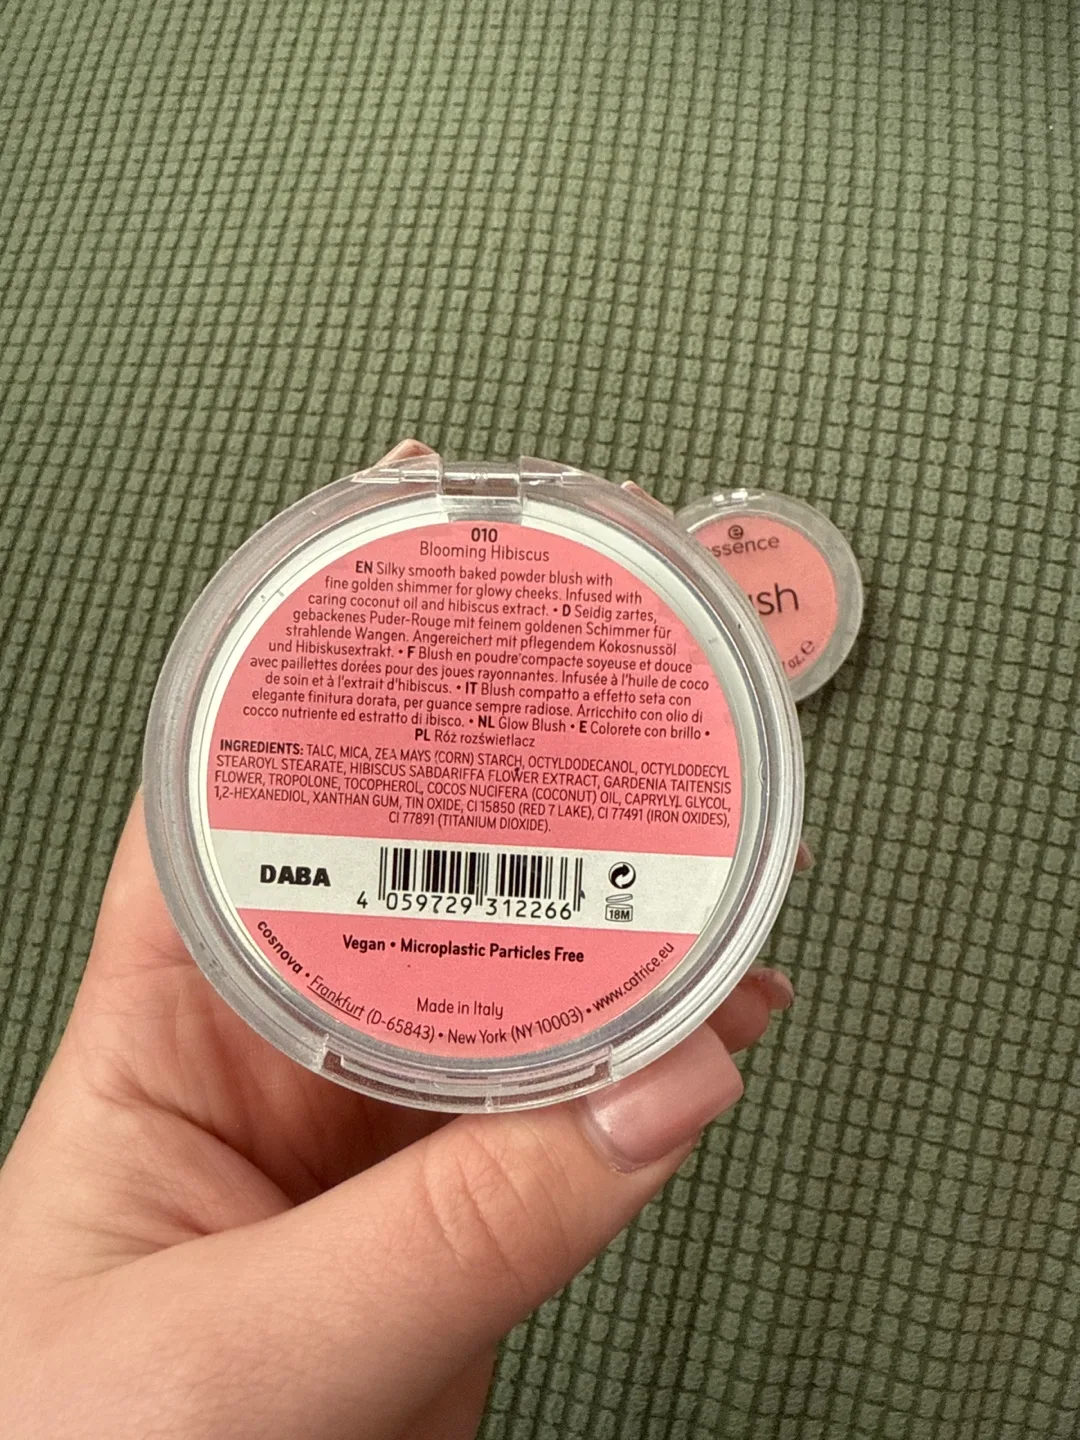 010
Blooming Hibiscus
EN Silky smooth baked powder blush with
fine golden shimmer for glowy cheeks. Infused with
caring coconut oil and hibiscus extract. • D Seidig zartes,
gebackenes Puder-Rouge mit feinem goldenen Schimmer für
strahlende Wangen. Angereichert mit pflegendem Kokosnussöl
und Hibiskusextrakt. • F Blush en poudre compacte soyeuse et douce
avec paillettes dorées pour des joues rayonnantes. Infusée à l'huile de coco
de soin et à l'extrait d'hibiscus. • IT Blush compatto a effetto seta con
elegante finitura dorata, per guance sempre radiose. Arricchito con olio di
cocco nutriente ed estratto di ibisco. • NL Glow Blush • E Colorete con brillo •
PL Róż rozświetlacz
INGREDIENTS: TALC, MICA, ZEA MAYS (CORN) STARCH, OCTYLDODECANOL, OCTYLDODECYL
STEAROYL STEARATE, HIBISCUS SABDARIFFA FLOWER EXTRACT, GARDENIA TAITENSIS
FLOWER, TROPOLONE, TOCOPHEROL, COCOS NUCIFERA (COCONUT) OIL, CAPRYLYL GLYCOL,
1,2-HEXANEDIOL, XANTHAN GUM, TIN OXIDE, CI 15850 (RED 7 LAKE), CI 77491 (IRON OXIDES),
CI 77891 (TITANIUM DIOXIDE).
DABA
4 059729 312266
18M
Vegan • Microplastic Particles Free
Made in Italy
cosnova • Frankfurt (D-65843) • New York (NY 10003) • www.catrice.eu
essence
ush
oz. e